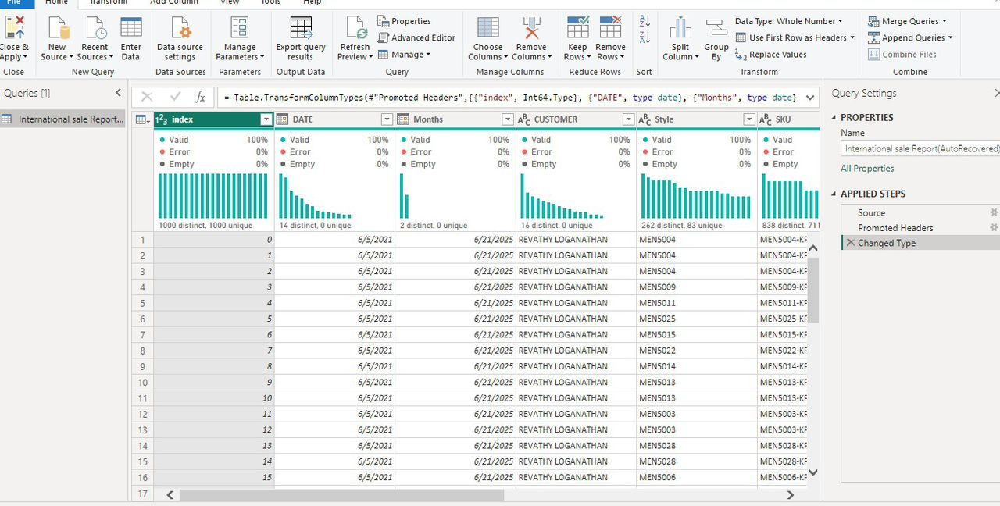 File Home Transform Add Column View Tools Help
Close & Apply
New Source
Recent Sources
Enter Data
Data source settings
Manage Parameters
Export query results
Refresh Preview
Properties
Advanced Editor
Manage
Choose Columns
Remove Columns
Keep Rows
Remove Rows
Split Column
Group By
Data Type: Whole Number
Use First Row as Headers
Replace Values
Merge Queries
Append Queries
Combine Files
Close New Query Data Sources Parameters Output Data Query Manage Columns Reduce Rows Sort Transform Combine
Queries [1]
International sale Report...
fx = Table.TransformColumnTypes(#"Promoted Headers",{{"index", Int64.Type}, {"DATE", type date}, {"Months", type date}
index DATE Months CUSTOMER Style SKU
Valid 100% Valid 100% Valid 100% Valid 100% Valid 100% Valid
Error 0% Error 0% Error 0% Error 0% Error 0% Error
Empty 0% Empty 0% Empty 0% Empty 0% Empty 0% Empty
1000 distinct, 1000 unique 14 distinct, 0 unique 2 distinct, 0 unique 16 distinct, 0 unique 262 distinct, 83 unique 838 distinct, 711
1 0 6/5/2021 6/21/2025 REVATHY LOGANATHAN MEN5004 MEN5004-KR
2 1 6/5/2021 6/21/2025 REVATHY LOGANATHAN MEN5004 MEN5004-KR
3 2 6/5/2021 6/21/2025 REVATHY LOGANATHAN MEN5004 MEN5004-KR
4 3 6/5/2021 6/21/2025 REVATHY LOGANATHAN MEN5009 MEN5009-KR
5 4 6/5/2021 6/21/2025 REVATHY LOGANATHAN MEN5011 MEN5011-KR
6 5 6/5/2021 6/21/2025 REVATHY LOGANATHAN MEN5025 MEN5025-KR
7 6 6/5/2021 6/21/2025 REVATHY LOGANATHAN MEN5015 MEN5015-KR
8 7 6/5/2021 6/21/2025 REVATHY LOGANATHAN MEN5022 MEN5022-KR
9 8 6/5/2021 6/21/2025 REVATHY LOGANATHAN MEN5014 MEN5014-KR
10 9 6/5/2021 6/21/2025 REVATHY LOGANATHAN MEN5013 MEN5013-KR
11 10 6/5/2021 6/21/2025 REVATHY LOGANATHAN MEN5013 MEN5013-KR
12 11 6/5/2021 6/21/2025 REVATHY LOGANATHAN MEN5003 MEN5003-KR
13 12 6/5/2021 6/21/2025 REVATHY LOGANATHAN MEN5003 MEN5003-KR
14 13 6/5/2021 6/21/2025 REVATHY LOGANATHAN MEN5028 MEN5028-KR
15 14 6/5/2021 6/21/2025 REVATHY LOGANATHAN MEN5028 MEN5028-KR
16 15 6/5/2021 6/21/2025 REVATHY LOGANATHAN MEN5006 MEN5006-KR
17
Query Settings
PROPERTIES
Name
International sale Report(AutoRecovered)
All Properties
APPLIED STEPS
Source
Promoted Headers
Changed Type